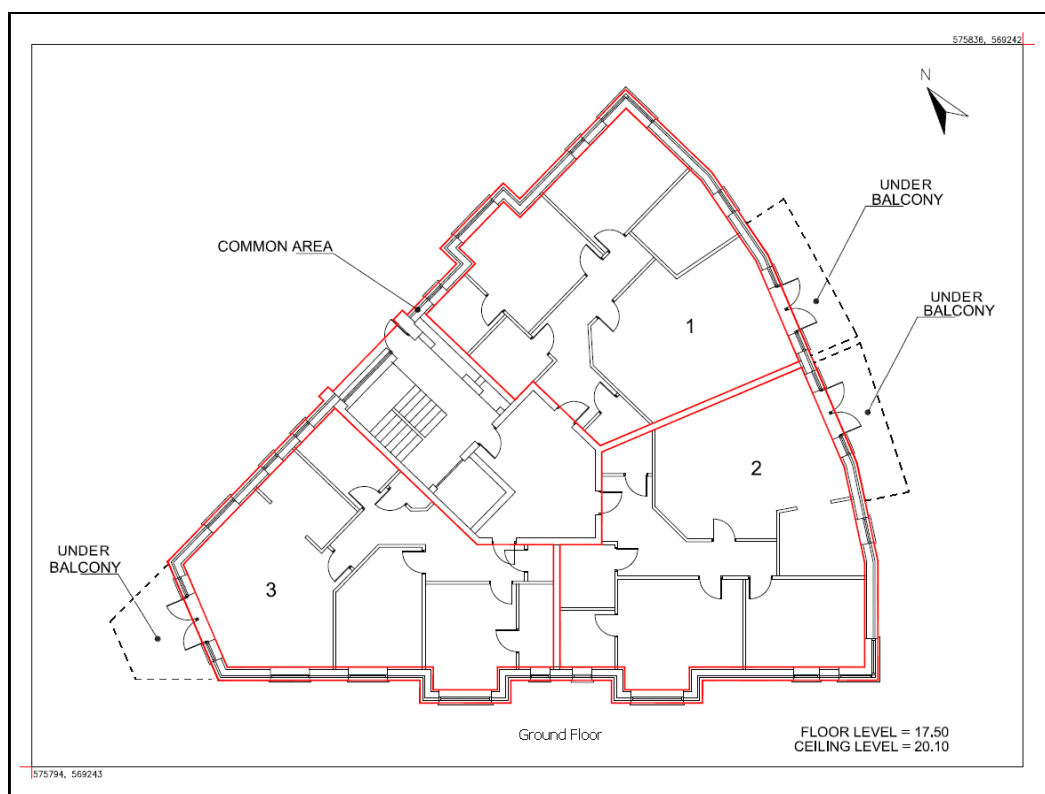 575836, 569242
N
UNDER
BALCONY
COMMON AREA
UNDER
BALCONY
1
2
UNDER
BALCONY
3
Ground Floor
FLOOR LEVEL = 17.50
CEILING LEVEL = 20.10
575794, 569243